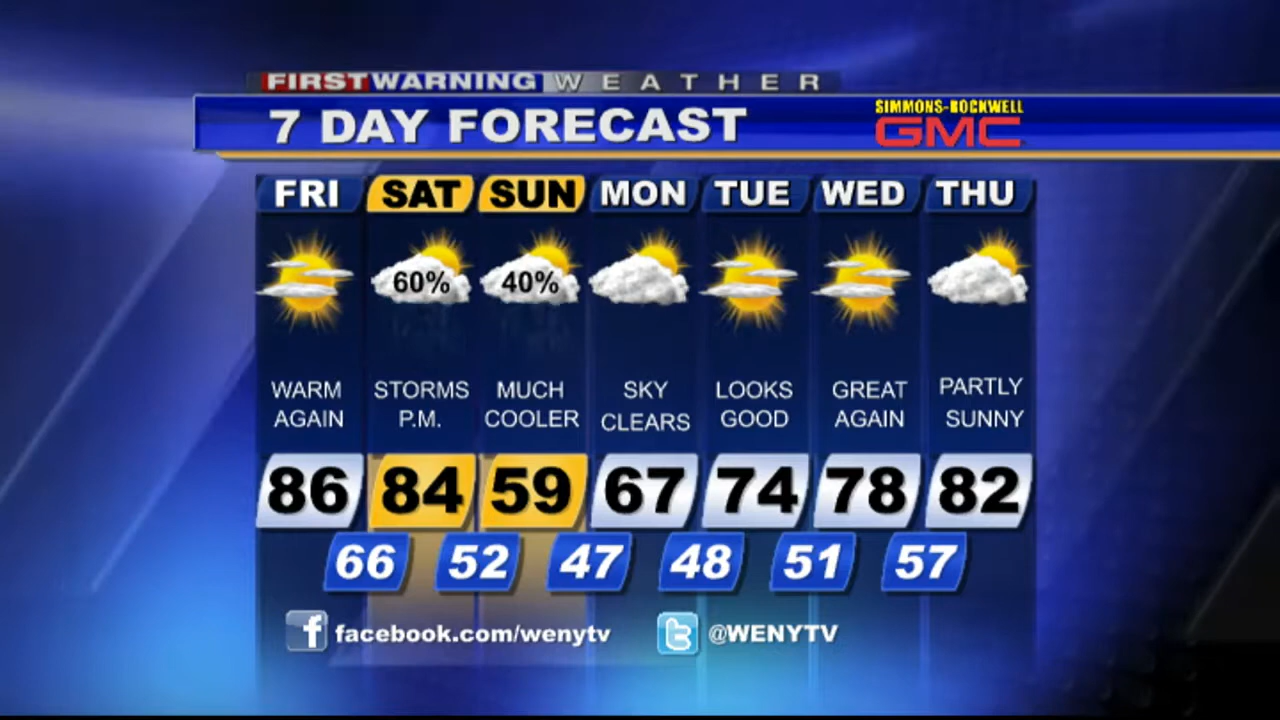 FIRST WARNING WEATHER
7 DAY FORECAST
SIMMONS-ROCKWELL
GMC
FRI SAT SUN MON TUE WED THU
60% 40%
WARM STORMS MUCH SKY LOOKS GREAT PARTLY
AGAIN P.M. COOLER CLEARS GOOD AGAIN SUNNY
86 84 59 67 74 78 82
66 52 47 48 51 57
f facebook.com/wenytv t @WENYTV